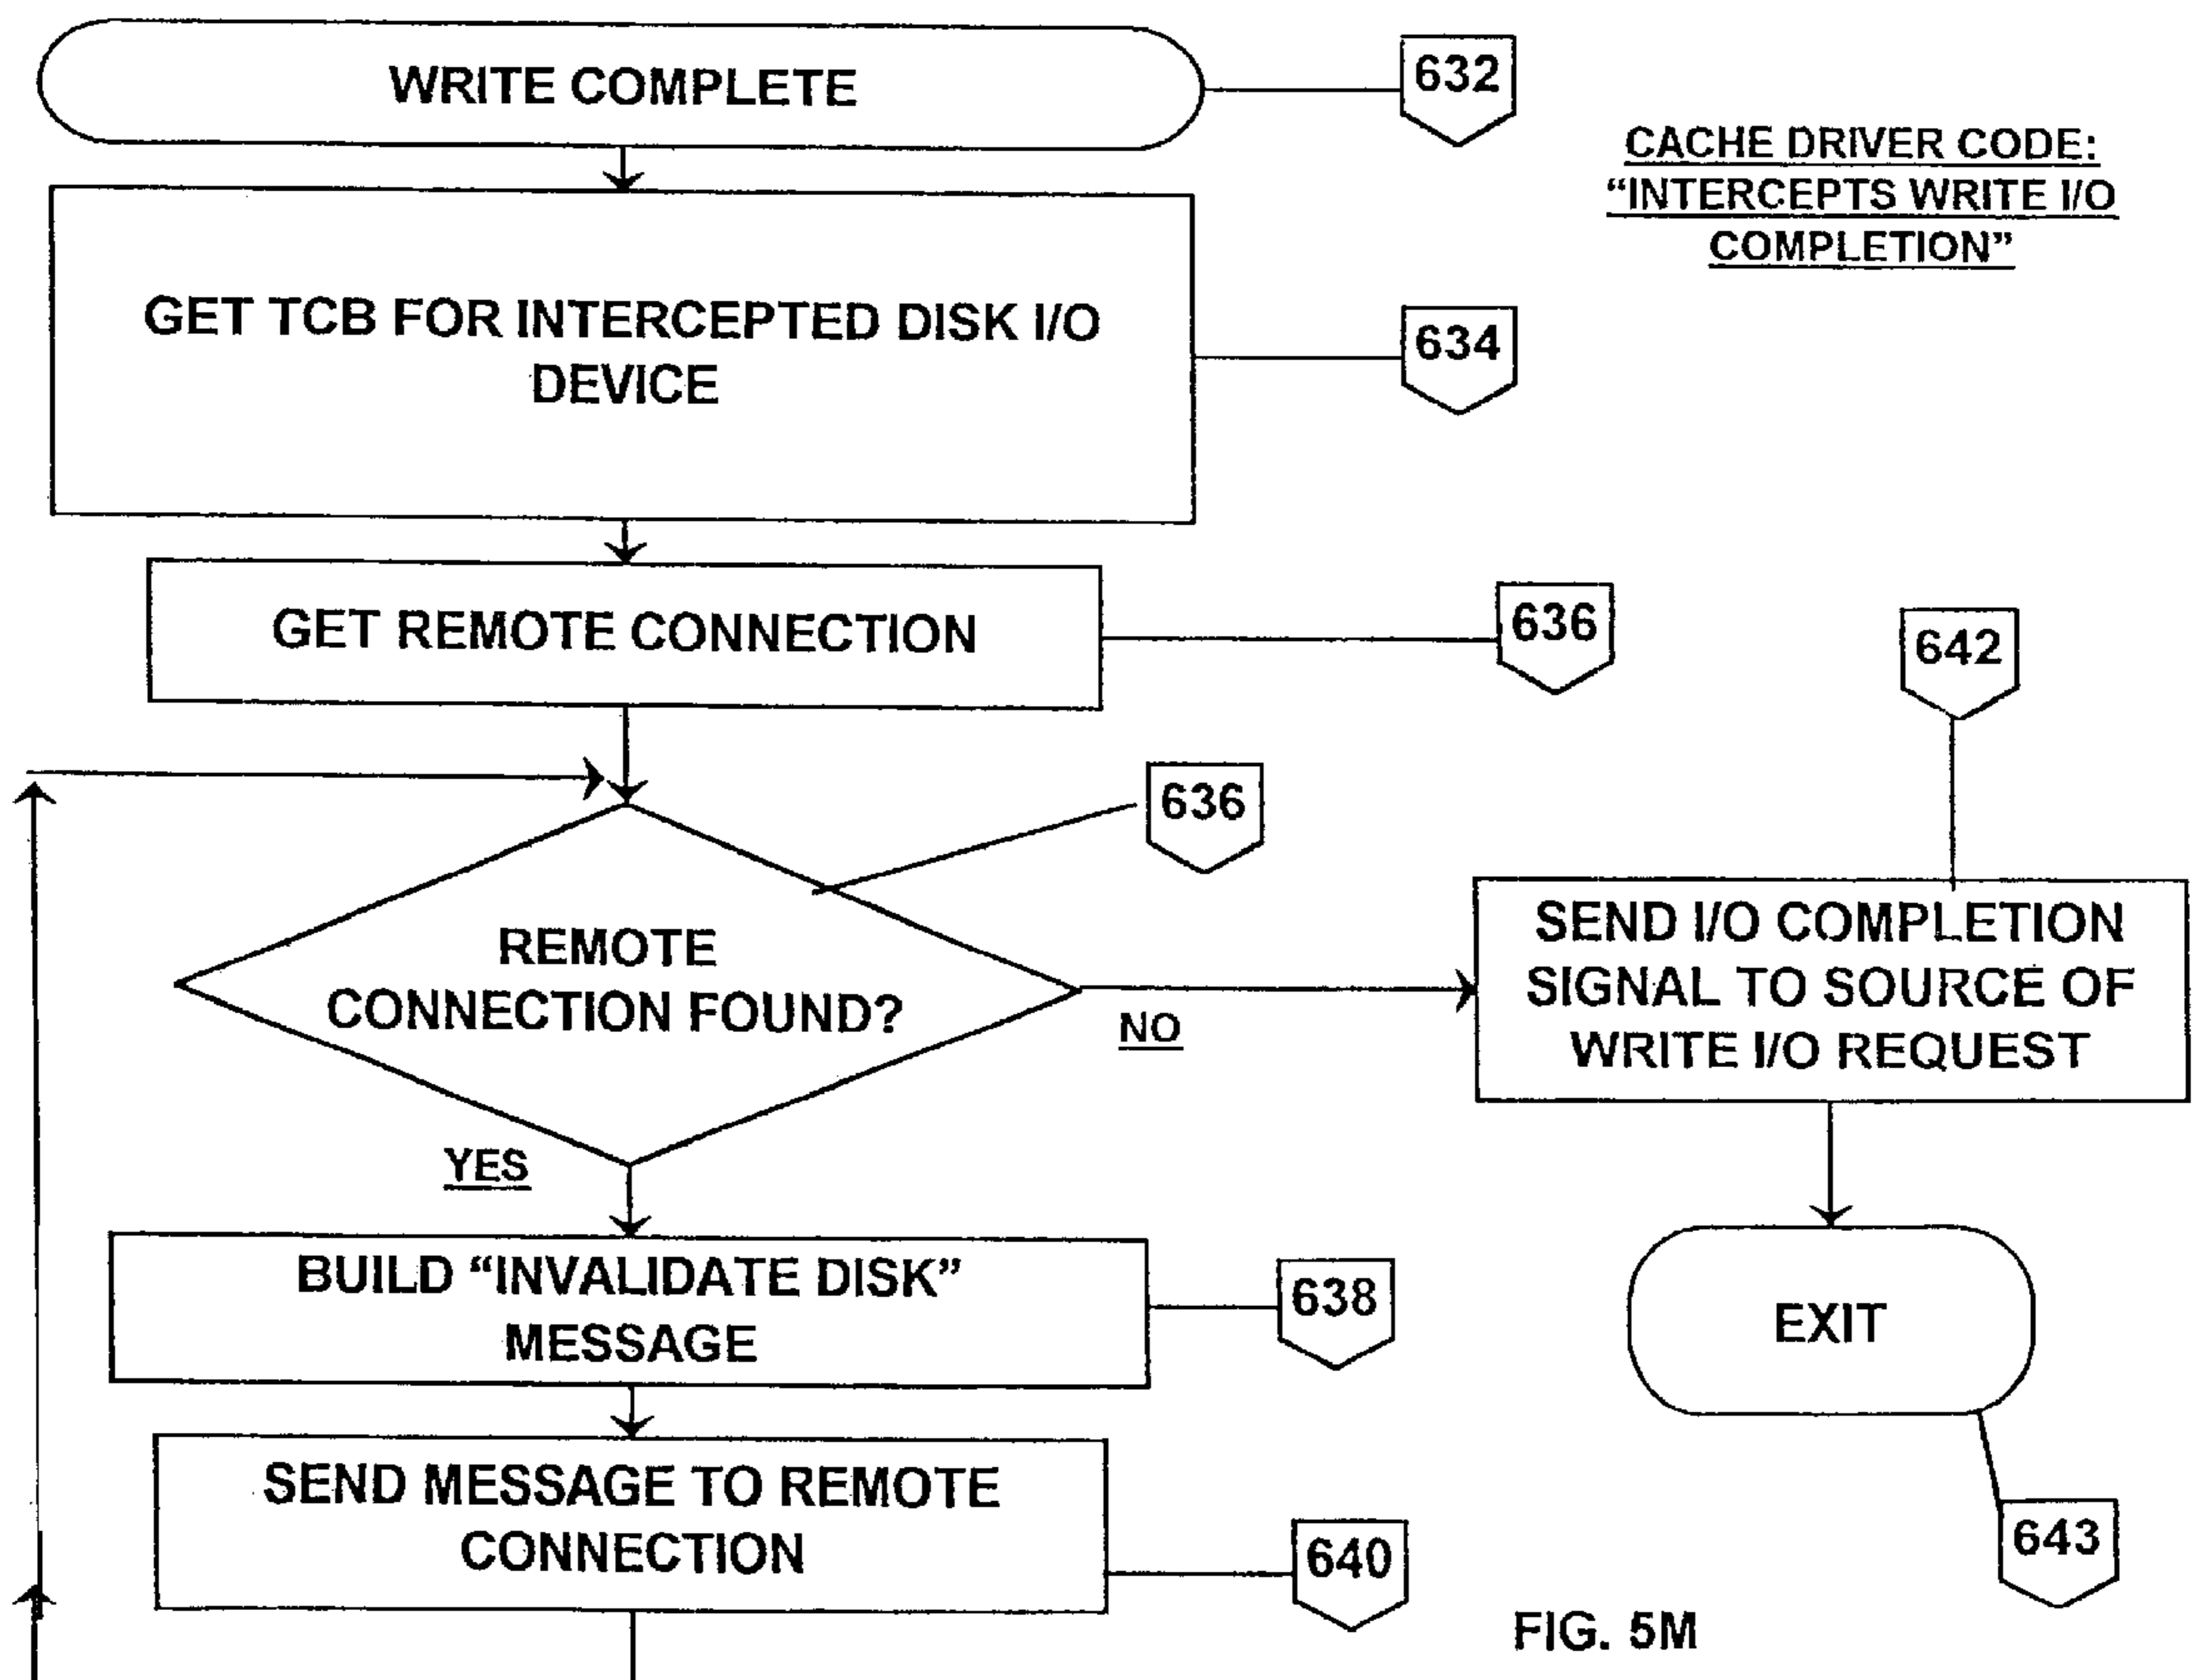 WRITE COMPLETE
632
CACHE DRIVER CODE:
“INTERCEPTS WRITE I/O
COMPLETION”
GET TCB FOR INTERCEPTED DISK I/O
DEVICE
634
GET REMOTE CONNECTION
636
642
636
REMOTE
CONNECTION FOUND?
NO
YES
SEND I/O COMPLETION
SIGNAL TO SOURCE OF
WRITE I/O REQUEST
BUILD “INVALIDATE DISK”
MESSAGE
638
EXIT
SEND MESSAGE TO REMOTE
CONNECTION
640
643
FIG. 5M